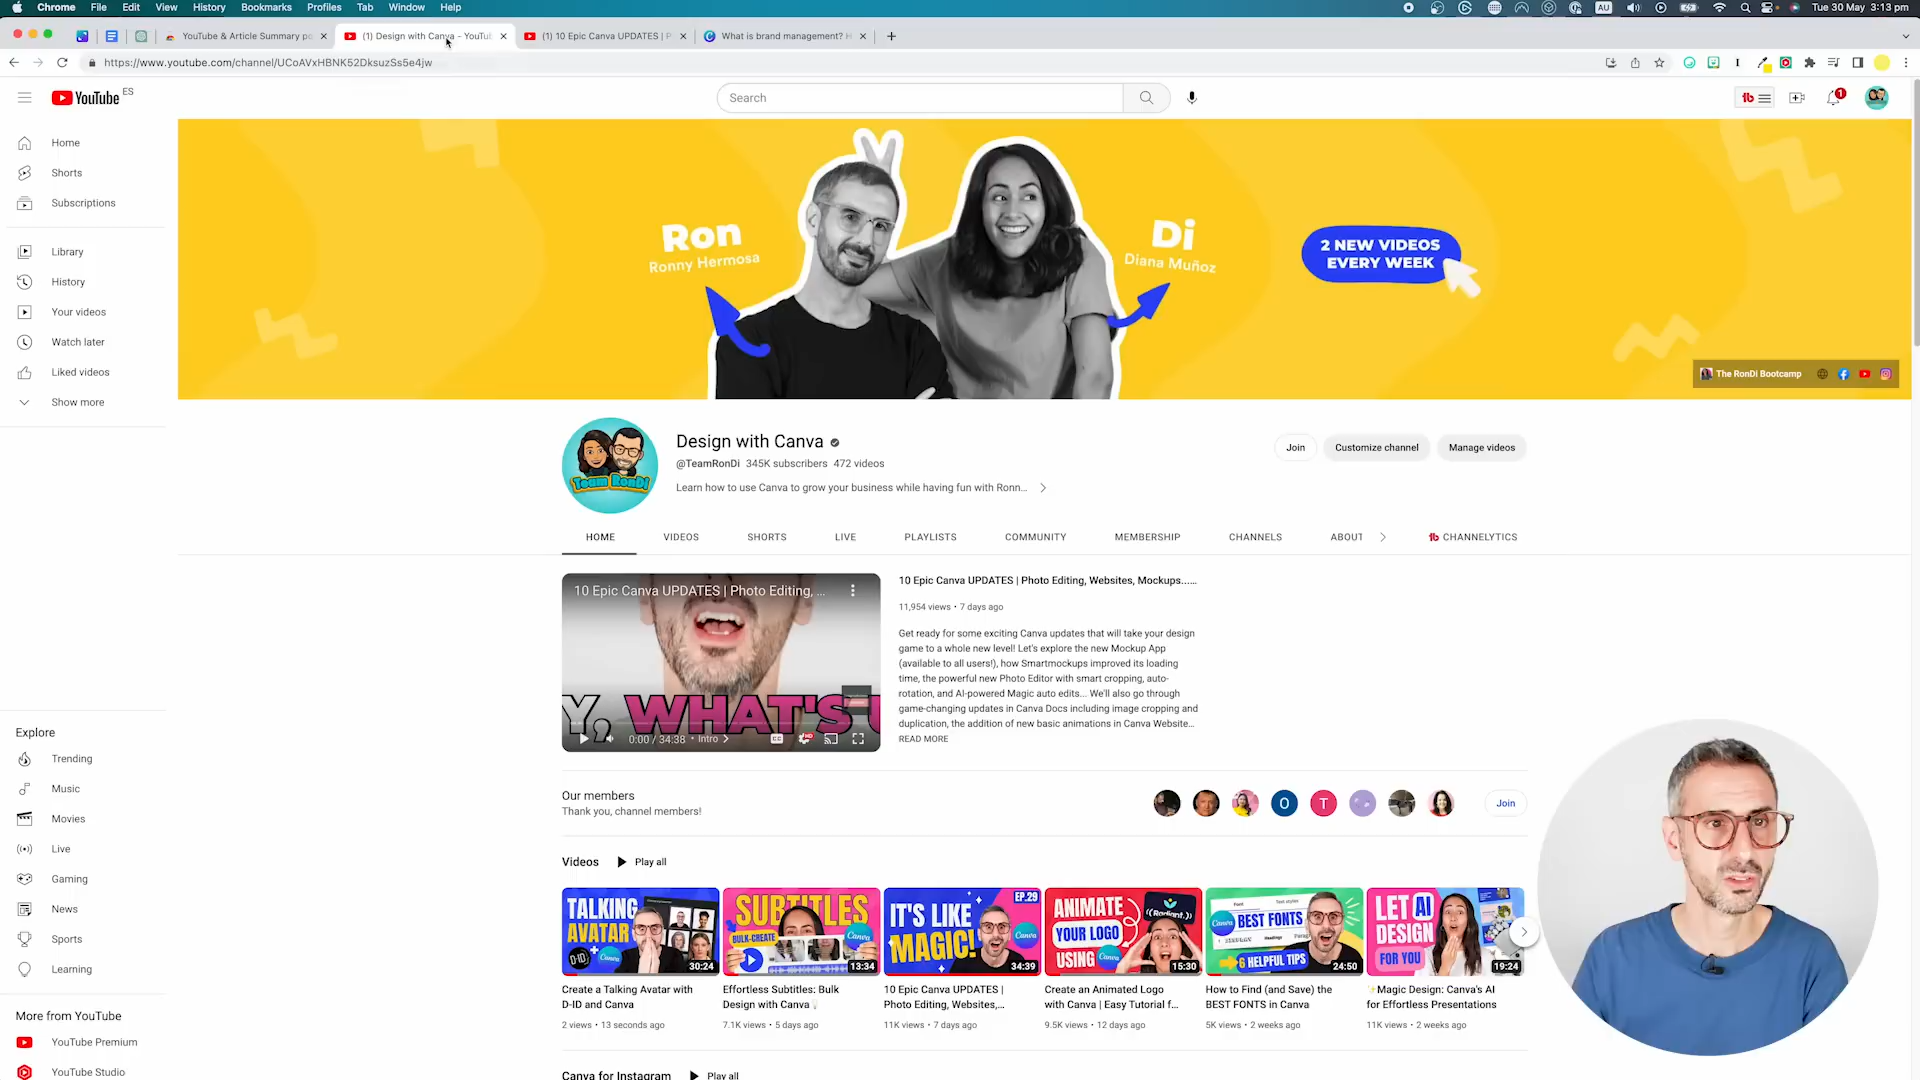 Chrome File Edit View History Bookmarks Profiles Tab Window Help
AU
Tue 30 May 3:13 pm
YouTube & Article Summary po
(1) Design with Canva - YouTub
(1) 10 Epic Canva UPDATES | P
What is brand management? H
https://www.youtube.com/channel/UCoAVxHBNK52DksuzSs5e4jw
YouTube ES
Search
1
Home
Shorts
Subscriptions
Library
History
Your videos
Watch later
Liked videos
Show more
Explore
Trending
Music
Movies
Live
Gaming
News
Sports
Learning
More from YouTube
YouTube Premium
YouTube Studio
Ron
Ronny Hermosa
Di
Diana Muñoz
2 NEW VIDEOS
EVERY WEEK
The RonDi Bootcamp
Team RonDi
Design with Canva
@TeamRonDi 345K subscribers 472 videos
Learn how to use Canva to grow your business while having fun with Ronn...
Join
Customize channel
Manage videos
HOME VIDEOS SHORTS LIVE PLAYLISTS COMMUNITY MEMBERSHIP CHANNELS ABOUT CHANNELYTICS
10 Epic Canva UPDATES | Photo Editing, ...
Y, WHAT'S U
0:00 / 34:38 • Intro
10 Epic Canva UPDATES | Photo Editing, Websites, Mockups......
11,954 views • 7 days ago
Get ready for some exciting Canva updates that will take your design
game to a whole new level! Let's explore the new Mockup App
(available to all users!), how Smartmockups improved its loading
time, the powerful new Photo Editor with smart cropping, auto-
rotation, and AI-powered Magic auto edits... We'll also go through
game-changing updates in Canva Docs including image cropping and
duplication, the addition of new basic animations in Canva Website...
READ MORE
Our members
Thank you, channel members!
O
T
Join
Videos Play all
TALKING
AVATAR
D-ID + Canva
30:24
Create a Talking Avatar with
D-ID and Canva
2 views • 13 seconds ago
SUBTITLES
BULK-CREATE
Canva
13:34
Effortless Subtitles: Bulk
Design with Canva
7.1K views • 5 days ago
IT'S LIKE
MAGIC!
EP.29
Canva
34:39
10 Epic Canva UPDATES |
Photo Editing, Websites,...
11K views • 7 days ago
ANIMATE
YOUR LOGO
USING Canva
Radiant.
15:30
Create an Animated Logo
with Canva | Easy Tutorial f...
9.5K views • 12 days ago
Canva
BEST FONTS
6 HELPFUL TIPS
24:50
How to Find (and Save) the
BEST FONTS in Canva
5K views • 2 weeks ago
LET AI
DESIGN
FOR YOU
19:24
✨Magic Design: Canva's AI
for Effortless Presentations
11K views • 2 weeks ago
Canva for Instagram Play all